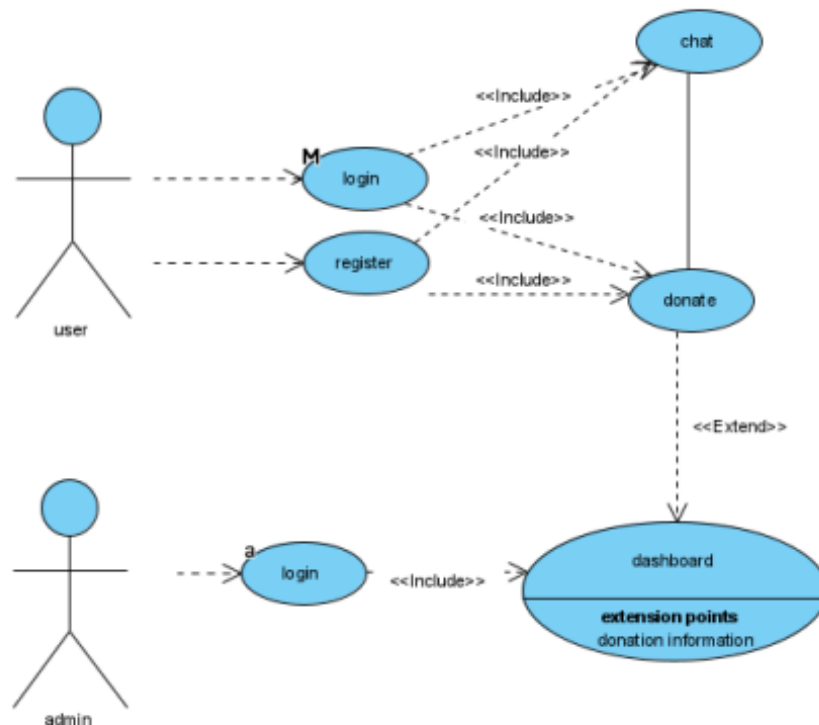 chat
<<Include>>
<<Include>>
M
login
<<Include>>
register
<<Include>>
donate
user
<<Extend>>
a
login
<<Include>>
dashboard
extension points
donation information
admin